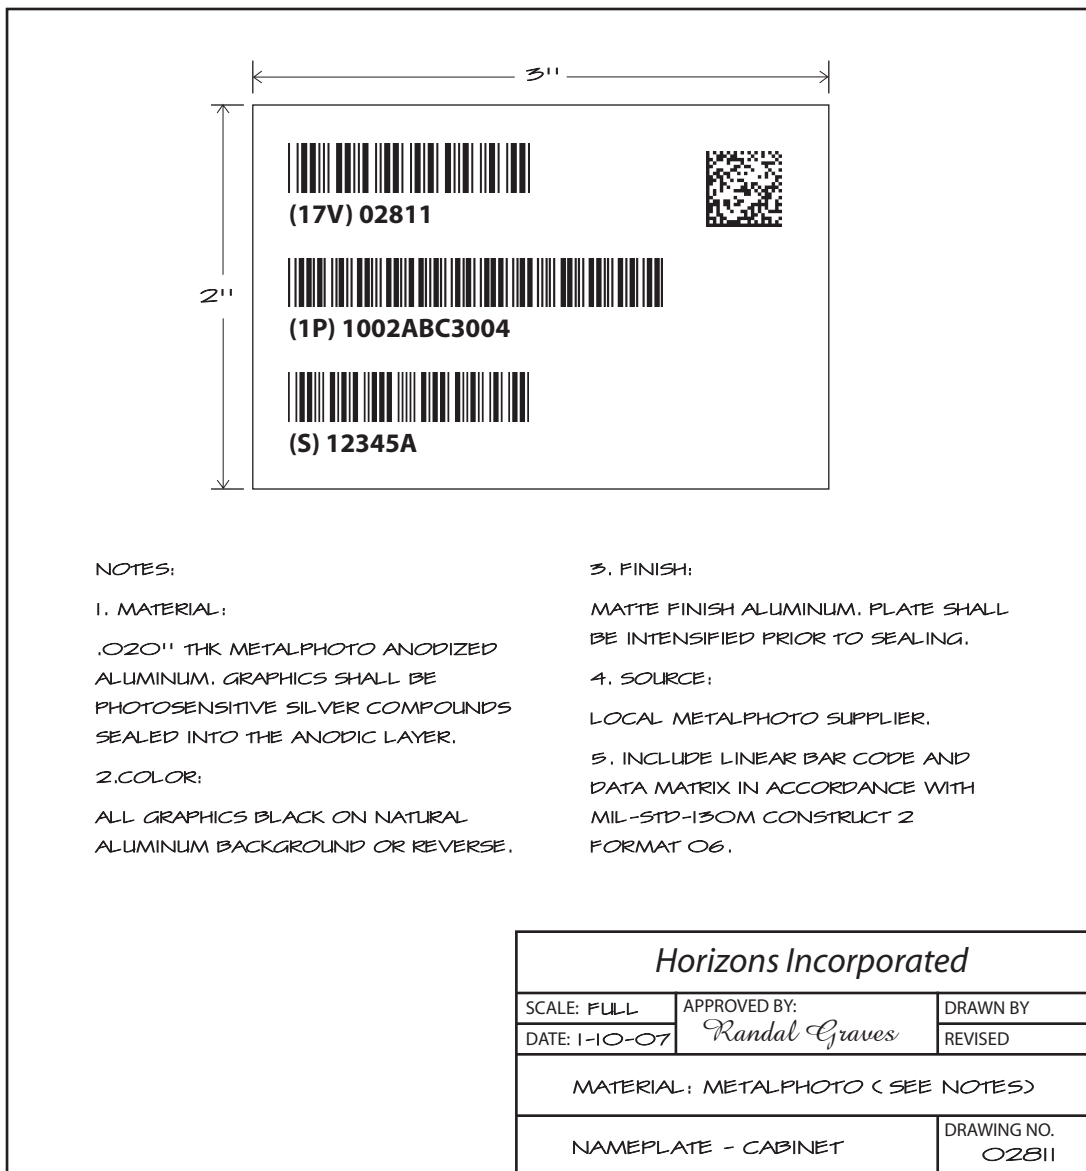 3"
2"
(17V) 02811
(1P) 1002ABC3004
(S) 12345A
NOTES:
1. MATERIAL:
.020" THK METALPHOTO ANODIZED
ALUMINUM. GRAPHICS SHALL BE
PHOTOSENSITIVE SILVER COMPOUNDS
SEALED INTO THE ANODIC LAYER.
2.COLOR:
ALL GRAPHICS BLACK ON NATURAL
ALUMINUM BACKGROUND OR REVERSE.
3. FINISH:
MATTE FINISH ALUMINUM. PLATE SHALL
BE INTENSIFIED PRIOR TO SEALING.
4. SOURCE:
LOCAL METALPHOTO SUPPLIER.
5. INCLUDE LINEAR BAR CODE AND
DATA MATRIX IN ACCORDANCE WITH
MIL-STD-130M CONSTRUCT 2
FORMAT 06.
Horizons Incorporated
SCALE: FULL
DATE: 1-10-07
APPROVED BY:
Randal Graves
DRAWN BY
REVISED
MATERIAL: METALPHOTO (SEE NOTES)
NAMEPLATE - CABINET
DRAWING NO.
02811